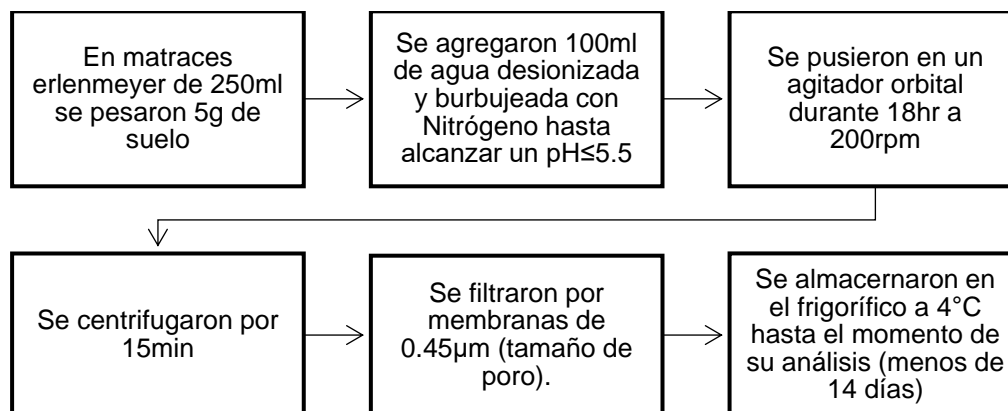 En matraces
erlenmeyer de 250ml
se pesaron 5g de
suelo
Se agregaron 100ml
de agua desionizada
y burbujeada con
Nitrógeno hasta
alcanzar un pH≤5.5
Se pusieron en un
agitador orbital
durante 18hr a
200rpm
Se centrifugaron por
15min
Se filtraron por
membranas de
0.45µm (tamaño de
poro).
Se almacernaron en
el frigorífico a 4°C
hasta el momento de
su análisis (menos de
14 días)